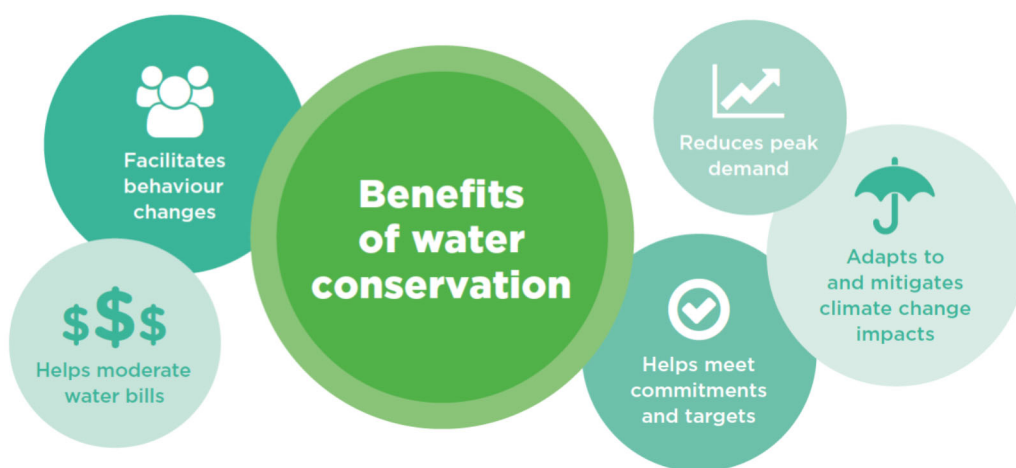 Facilitates
behaviour
changes
$$$
Helps moderate
water bills
Benefits
of water
conservation
Reduces peak
demand
Adapts to
and mitigates
climate change
impacts
Helps meet
commitments
and targets